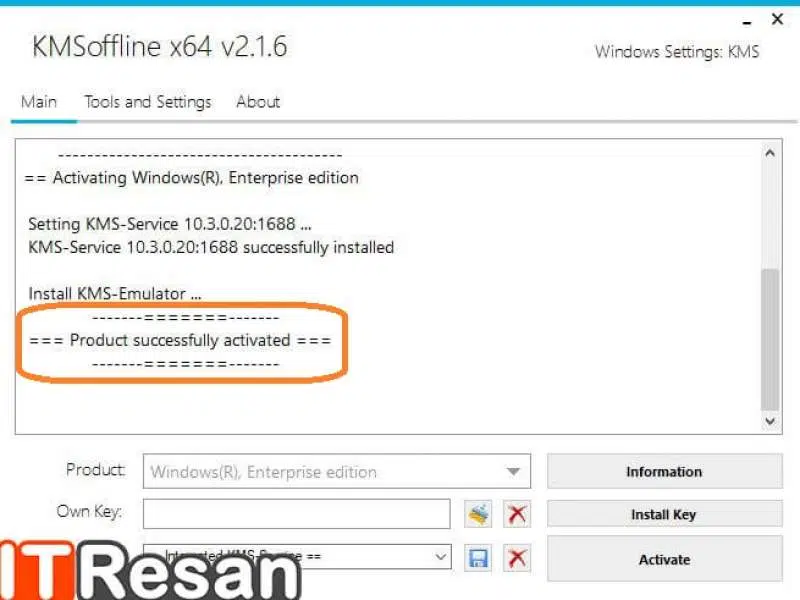 KMSoffline x64 v2.1.6
Windows Settings: KMS
Main Tools and Settings About
---------------------------------------
== Activating Windows(R), Enterprise edition
Setting KMS-Service 10.3.0.20:1688 ...
KMS-Service 10.3.0.20:1688 successfully installed
Install KMS-Emulator ...
-------=======-------
=== Product successfully activated ===
-------=======-------
Product: Windows(R), Enterprise edition Information
Own Key: Install Key
KMS-Service == Activate
ITResan